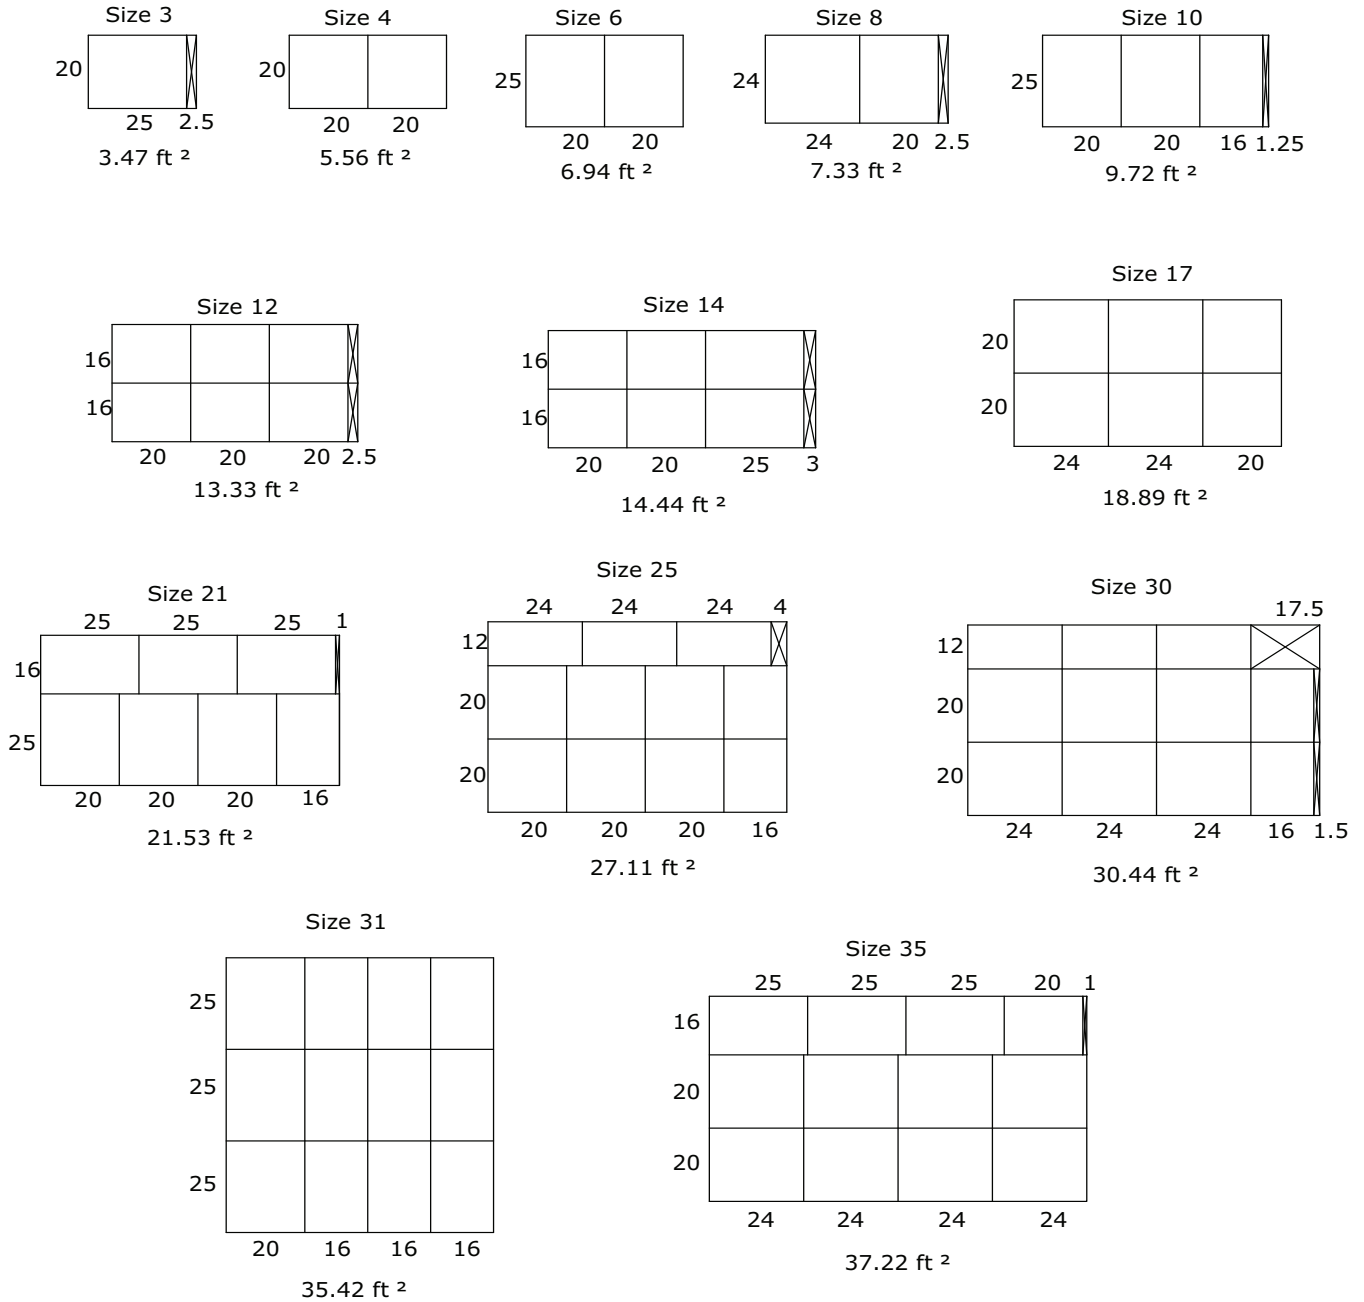 Size 3
20
25 2.5
3.47 ft ²
Size 4
20
20 20
5.56 ft ²
Size 6
25
20 20
6.94 ft ²
Size 8
24
24 20 2.5
7.33 ft ²
Size 10
25
20 20 16 1.25
9.72 ft ²
Size 12
16
16
20 20 20 2.5
13.33 ft ²
Size 14
16
16
20 20 25 3
14.44 ft ²
Size 17
20
20
24 24 20
18.89 ft ²
Size 21
25 25 25 1
16
25
20 20 20 16
21.53 ft ²
Size 25
24 24 24 4
12
20
20
20 20 20 16
27.11 ft ²
Size 30
17.5
12
20
20
24 24 24 16 1.5
30.44 ft ²
Size 31
25
25
25
20 16 16 16
35.42 ft ²
Size 35
25 25 25 20 1
16
20
20
24 24 24 24
37.22 ft ²